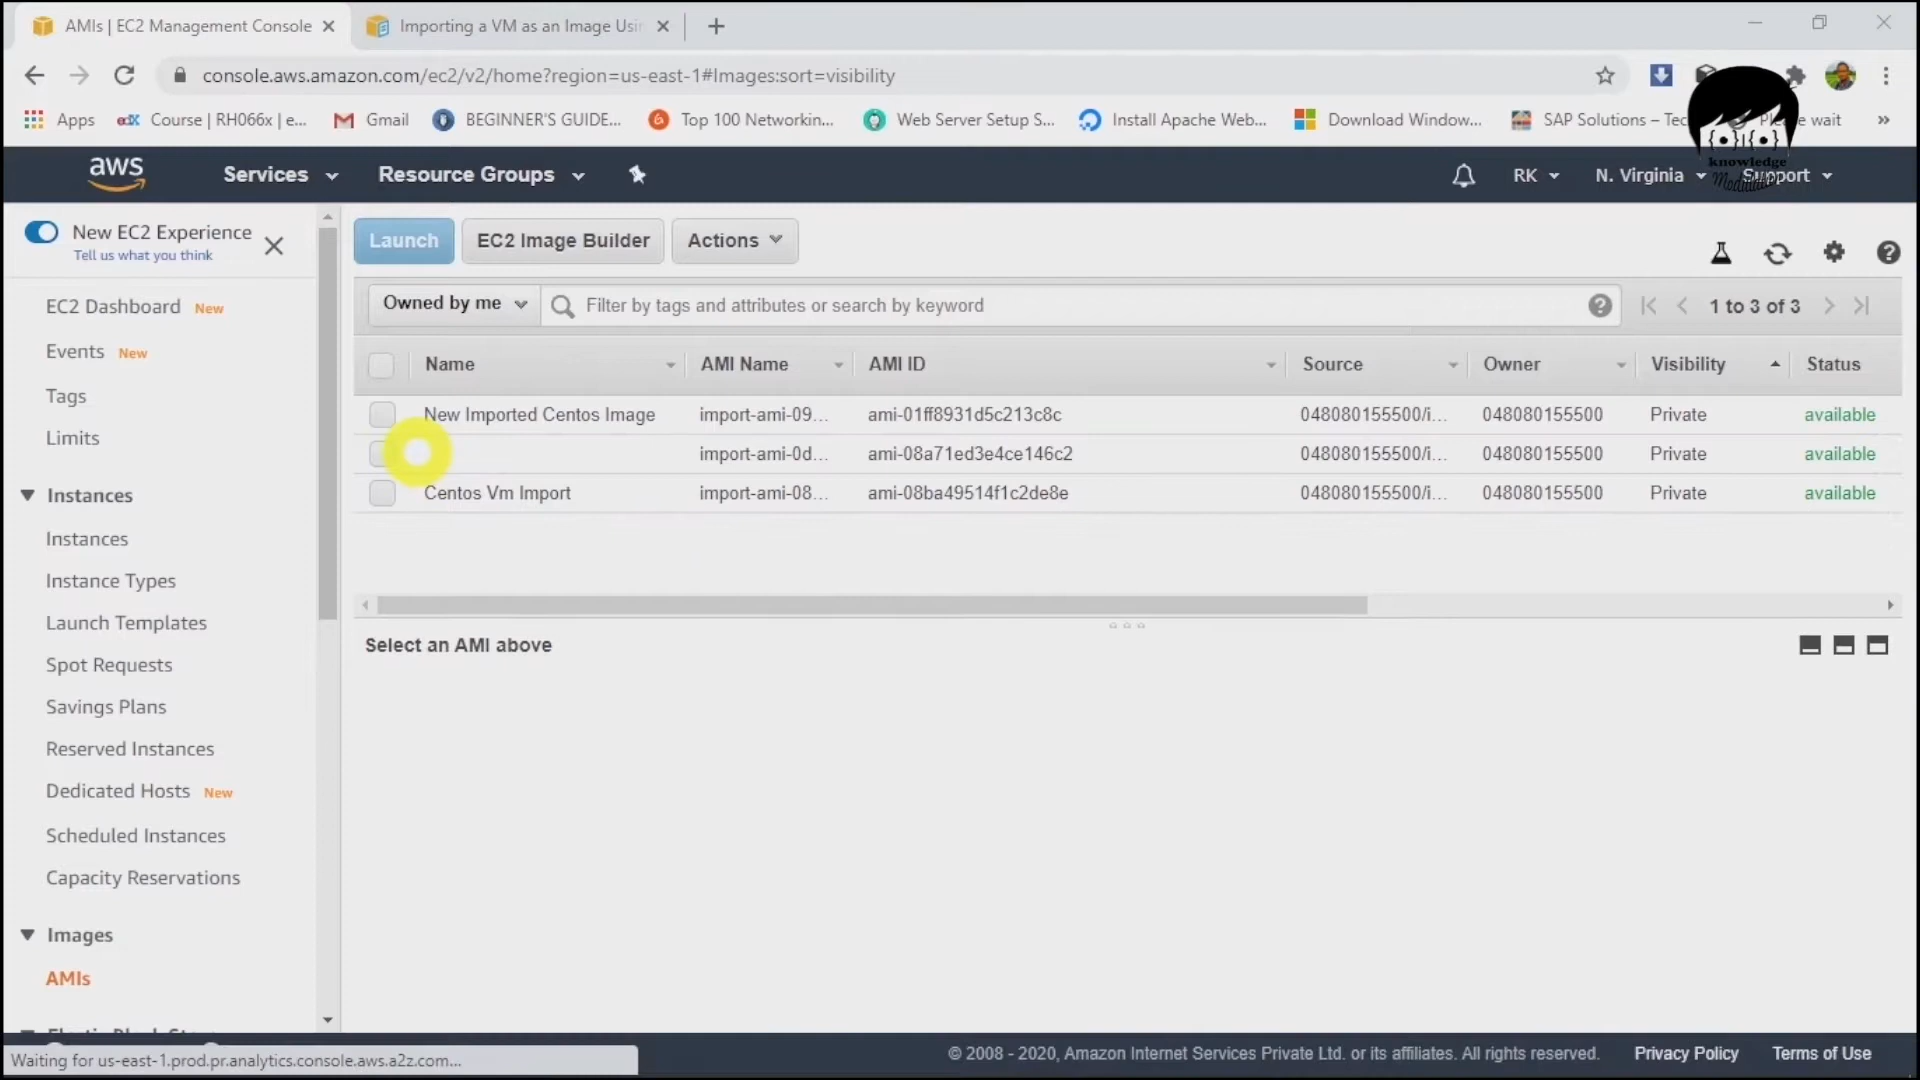 AMIs | EC2 Management Console
Importing a VM as an Image Usin
console.aws.amazon.com/ec2/v2/home?region=us-east-1#Images:sort=visibility
Apps
edX Course | RH066x | e...
Gmail
BEGINNER'S GUIDE...
Top 100 Networkin...
Web Server Setup S...
Install Apache Web...
Download Window...
SAP Solutions – Tec
wait
»
{•}|{•}
knowledge
aws
Services
Resource Groups
RK
N. Virginia
Support
New EC2 Experience
Tell us what you think
Launch
EC2 Image Builder
Actions
Owned by me
Filter by tags and attributes or search by keyword
1 to 3 of 3
Name AMI Name AMI ID Source Owner Visibility Status
New Imported Centos Image import-ami-09... ami-01ff8931d5c213c8c 048080155500/i... 048080155500 Private available
import-ami-0d... ami-08a71ed3e4ce146c2 048080155500/i... 048080155500 Private available
Centos Vm Import import-ami-08... ami-08ba49514f1c2de8e 048080155500/i... 048080155500 Private available
Select an AMI above
EC2 Dashboard New
Events New
Tags
Limits
Instances
Instances
Instance Types
Launch Templates
Spot Requests
Savings Plans
Reserved Instances
Dedicated Hosts New
Scheduled Instances
Capacity Reservations
Images
AMIs
Waiting for us-east-1.prod.pr.analytics.console.aws.a2z.com...
© 2008 - 2020, Amazon Internet Services Private Ltd. or its affiliates. All rights reserved.
Privacy Policy
Terms of Use